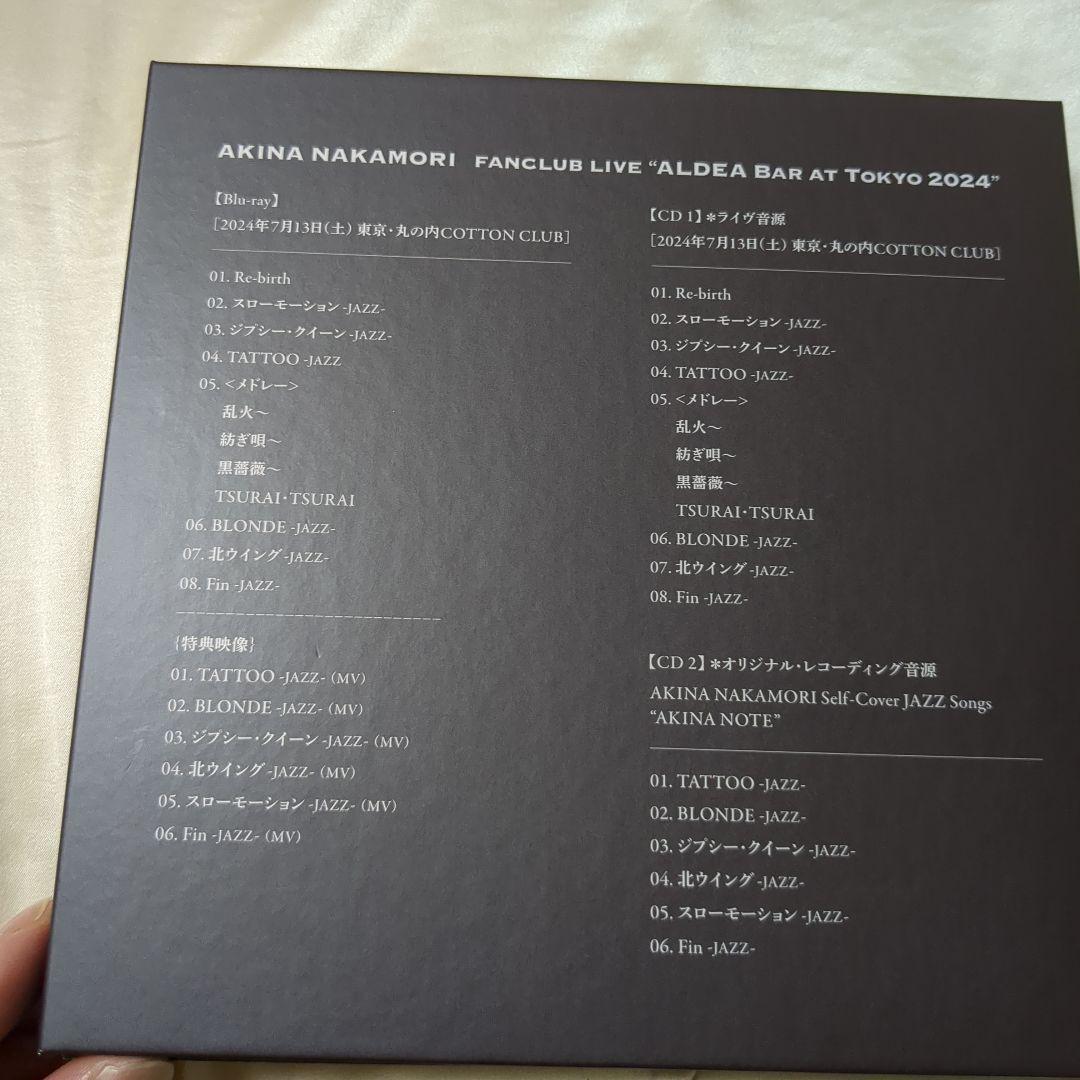 AKINA NAKAMORI FANCLUB LIVE “ALDEA BAR AT TOKYO 2024”
【Blu-ray】
［2024年7月13日（土） 東京・丸の内COTTON CLUB］
01. Re-birth
02. スローモーション -JAZZ-
03. ジプシー・クイーン -JAZZ-
04. TATTOO -JAZZ
05. <メドレー>
乱火〜
紡ぎ唄〜
黒薔薇〜
TSURAI・TSURAI
06. BLONDE -JAZZ-
07. 北ウイング -JAZZ-
08. Fin -JAZZ-
{特典映像}
01. TATTOO -JAZZ- (MV)
02. BLONDE -JAZZ- (MV)
03. ジプシー・クイーン -JAZZ- (MV)
04. 北ウイング -JAZZ- (MV)
05. スローモーション -JAZZ- (MV)
06. Fin -JAZZ- (MV)
【CD 1】＊ライヴ音源
［2024年7月13日（土） 東京・丸の内COTTON CLUB］
01. Re-birth
02. スローモーション -JAZZ-
03. ジプシー・クイーン -JAZZ-
04. TATTOO -JAZZ-
05. <メドレー>
乱火〜
紡ぎ唄〜
黒薔薇〜
TSURAI・TSURAI
06. BLONDE -JAZZ-
07. 北ウイング -JAZZ-
08. Fin -JAZZ-
【CD 2】＊オリジナル・レコーディング音源
AKINA NAKAMORI Self-Cover JAZZ Songs
“AKINA NOTE”
01. TATTOO -JAZZ-
02. BLONDE -JAZZ-
03. ジプシー・クイーン -JAZZ-
04. 北ウイング -JAZZ-
05. スローモーション -JAZZ-
06. Fin -JAZZ-